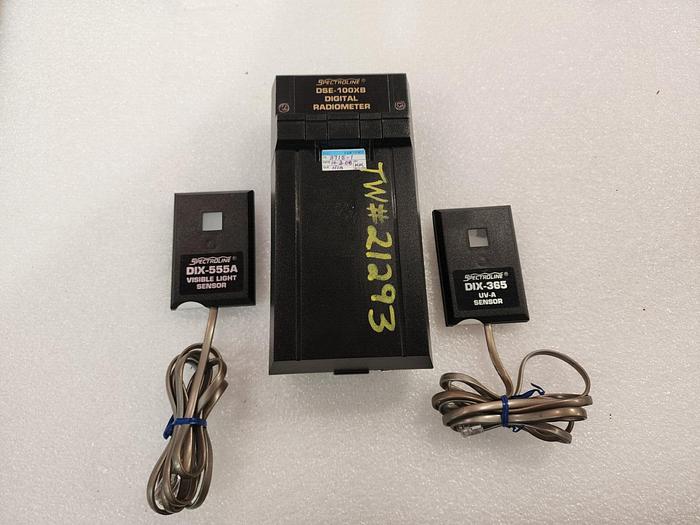 SPECTROLINE®
DSE-100XB
DIGITAL
RADIOMETER
TW#21293
SPECTROLINE®
DIX-555A
VISIBLE LIGHT
SENSOR
SPECTROLINE®
DIX-365
UV-A
SENSOR